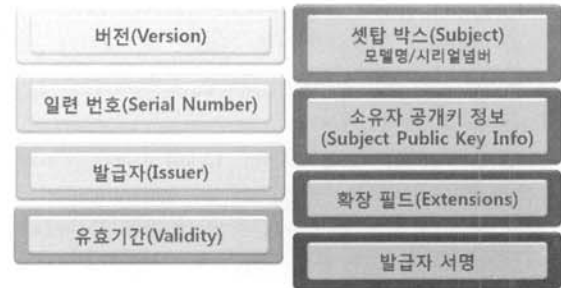 버전(Version)
일련 번호(Serial Number)
발급자(Issuer)
유효기간(Validity)
셋탑 박스(Subject)
모델명/시리얼넘버
소유자 공개키 정보
(Subject Public Key Info)
확장 필드(Extensions)
발급자 서명